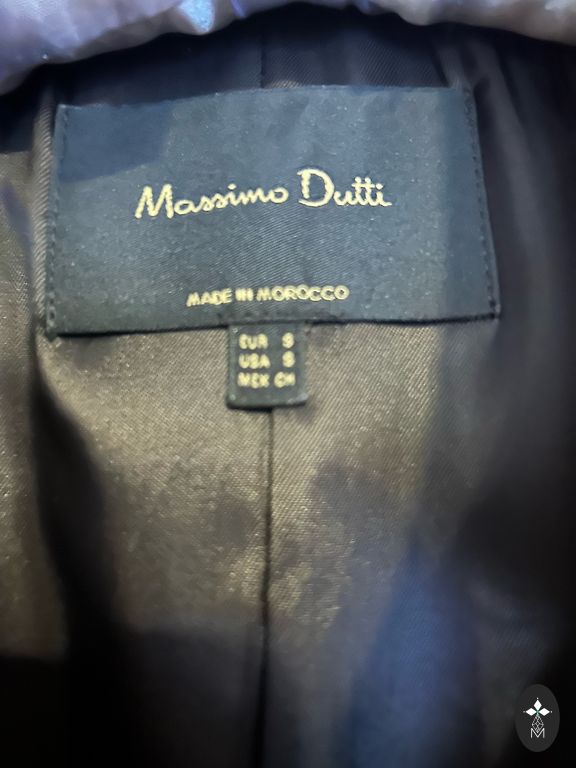 Massimo Dutti
MADE IN MOROCCO
EUR S
USA S
MEX CH
M